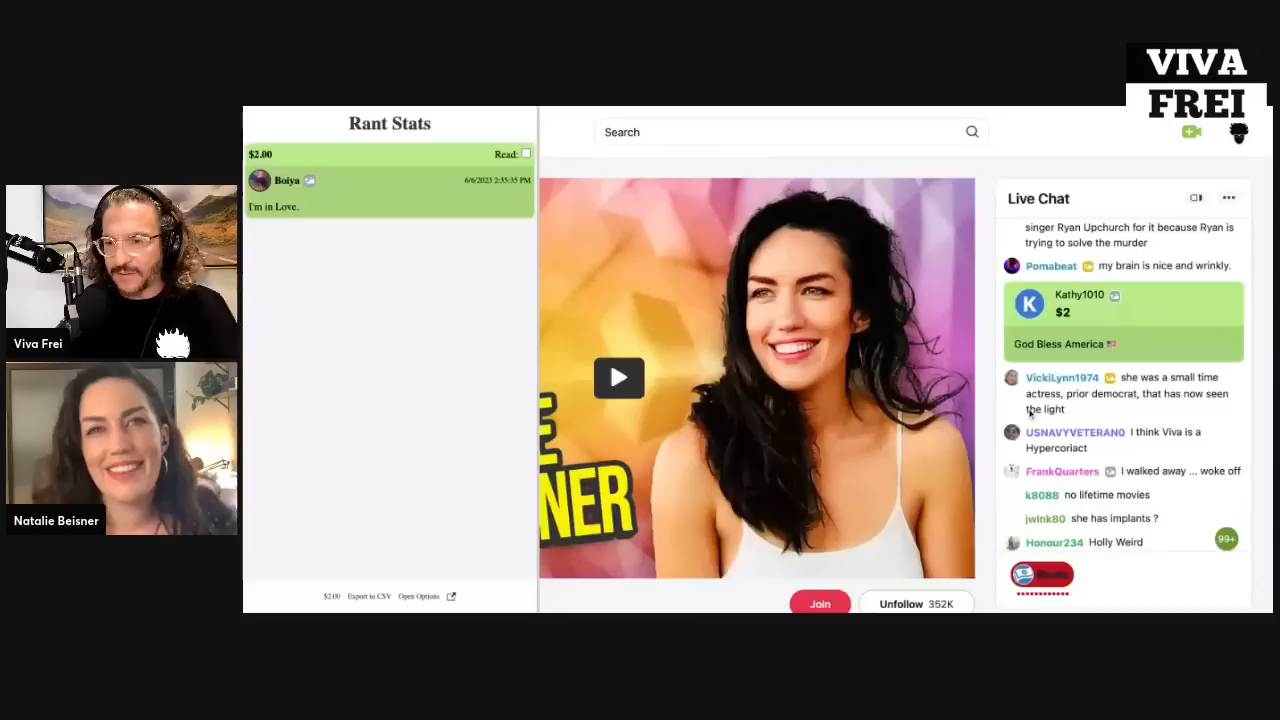 VIVA
FREI
Rant Stats
$2.00
Read:
Boiya
6/6/2023 2:35:35 PM
I'm in Love.
$2.00 Export to CSV Open Options
Viva Frei
Natalie Beisner
Search
E
NER
Join
Unfollow 352K
Live Chat
singer Ryan Upchurch for it because Ryan is
trying to solve the murder
Pomabeat my brain is nice and wrinkly.
K
Kathy1010
$2
God Bless America
VickiLynn1974 she was a small time
actress, prior democrat, that has now seen
the light
USNAVYVETERAN0 I think Viva is a
Hypercoriact
FrankQuarters I walked away ... woke off
k8088 no lifetime movies
jwink80 she has implants ?
Honour234 Holly Weird
99+